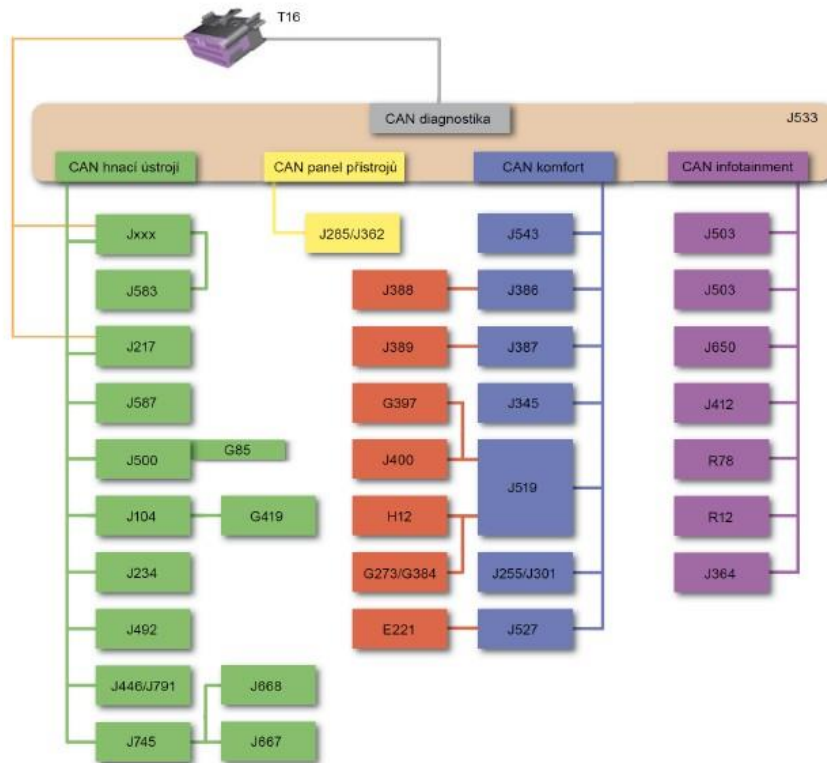 T16
CAN diagnostika
J533
CAN hnací ústrojí
CAN panel přístrojů
CAN komfort
CAN infotainment
Jxxx
J285/J362
J543
J503
J583
J388
J386
J503
J217
J389
J387
J650
J587
G397
J345
J412
J500
G85
J400
J519
R78
J104
G419
H12
R12
J234
G273/G384
J255/J301
J364
J492
E221
J527
J446/J791
J668
J745
J667